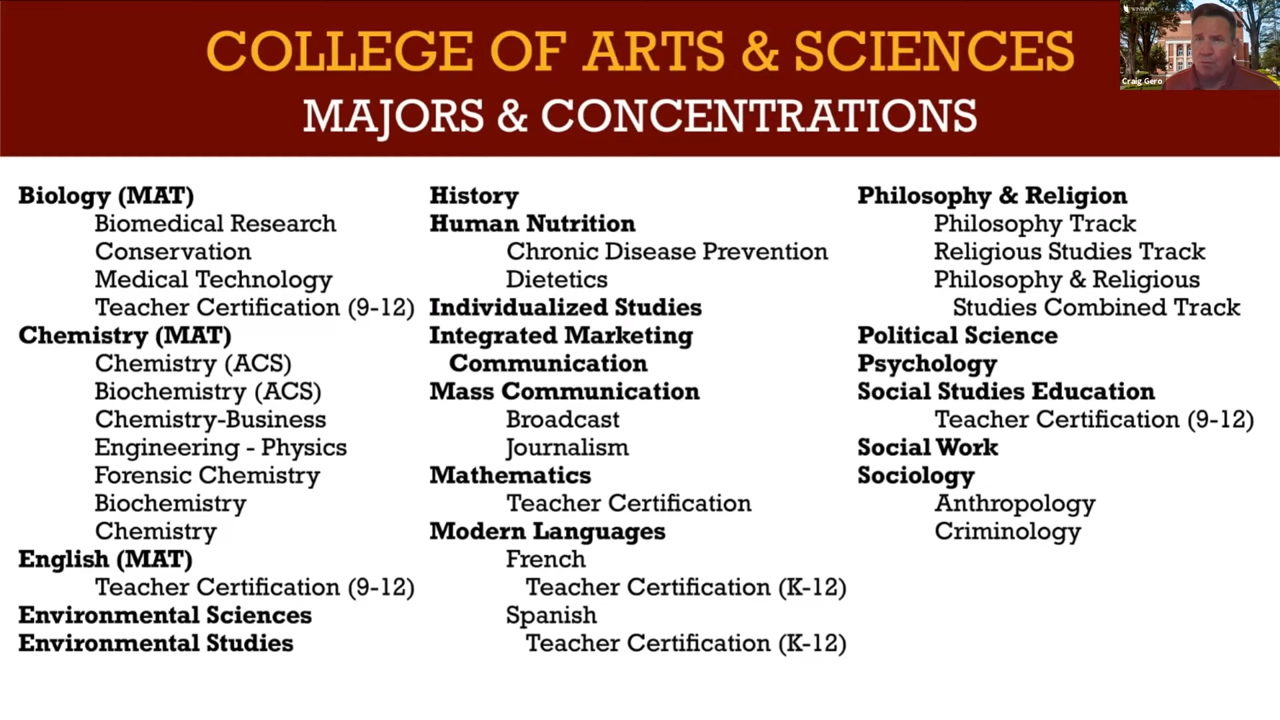 COLLEGE OF ARTS & SCIENCES
MAJORS & CONCENTRATIONS
Craig Gero
Biology (MAT)
Biomedical Research
Conservation
Medical Technology
Teacher Certification (9-12)
Chemistry (MAT)
Chemistry (ACS)
Biochemistry (ACS)
Chemistry-Business
Engineering - Physics
Forensic Chemistry
Biochemistry
Chemistry
English (MAT)
Teacher Certification (9-12)
Environmental Sciences
Environmental Studies
History
Human Nutrition
Chronic Disease Prevention
Dietetics
Individualized Studies
Integrated Marketing
Communication
Mass Communication
Broadcast
Journalism
Mathematics
Teacher Certification
Modern Languages
French
Teacher Certification (K-12)
Spanish
Teacher Certification (K-12)
Philosophy & Religion
Philosophy Track
Religious Studies Track
Philosophy & Religious
Studies Combined Track
Political Science
Psychology
Social Studies Education
Teacher Certification (9-12)
Social Work
Sociology
Anthropology
Criminology